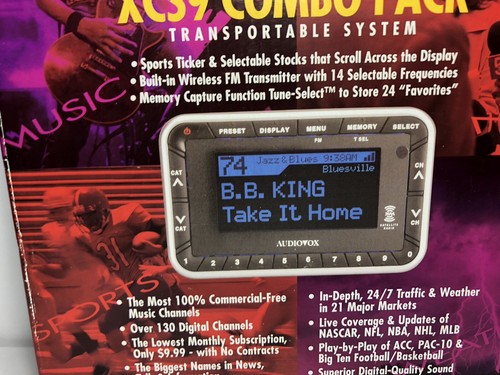 XCS9 COMBO PACK
TRANSPORTABLE SYSTEM
• Sports Ticker & Selectable Stocks that Scroll Across the Display
• Built-in Wireless FM Transmitter with 14 Selectable Frequencies
• Memory Capture Function Tune-Select™ to Store 24 "Favorites"
MUSIC
PRESET DISPLAY MENU MEMORY SELECT
FM T SEL
74 Jazz & Blues 9:38AM
Bluesville
CAT
CH
B.B. KING
Take It Home
CAT
CH
SATELLITE RADIO
AUDIOVOX
1 2 3 4 5 6 7 8 9 0
SPORTS
• The Most 100% Commercial-Free
Music Channels
• Over 130 Digital Channels
• The Lowest Monthly Subscription,
Only $9.99 - with No Contracts
• The Biggest Names in News,
• In-Depth, 24/7 Traffic & Weather
in 21 Major Markets
• Live Coverage & Updates of
NASCAR, NFL, NBA, NHL, MLB
• Play-by-Play of ACC, PAC-10 &
Big Ten Football/Basketball
• Superior Digital-Quality Sound